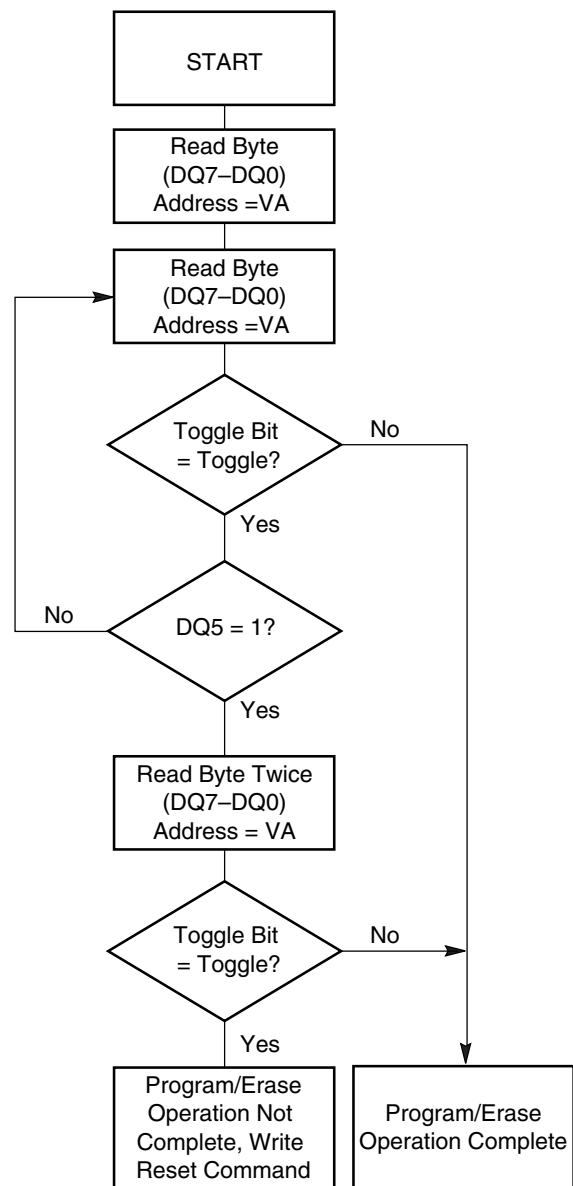 START
Read Byte
(DQ7–DQ0)
Address =VA
Read Byte
(DQ7–DQ0)
Address =VA
Toggle Bit
= Toggle?
No
Yes
No
DQ5 = 1?
Yes
Read Byte Twice
(DQ7–DQ0)
Address = VA
Toggle Bit
= Toggle?
No
Yes
Program/Erase
Operation Not
Complete, Write
Reset Command
Program/Erase
Operation Complete